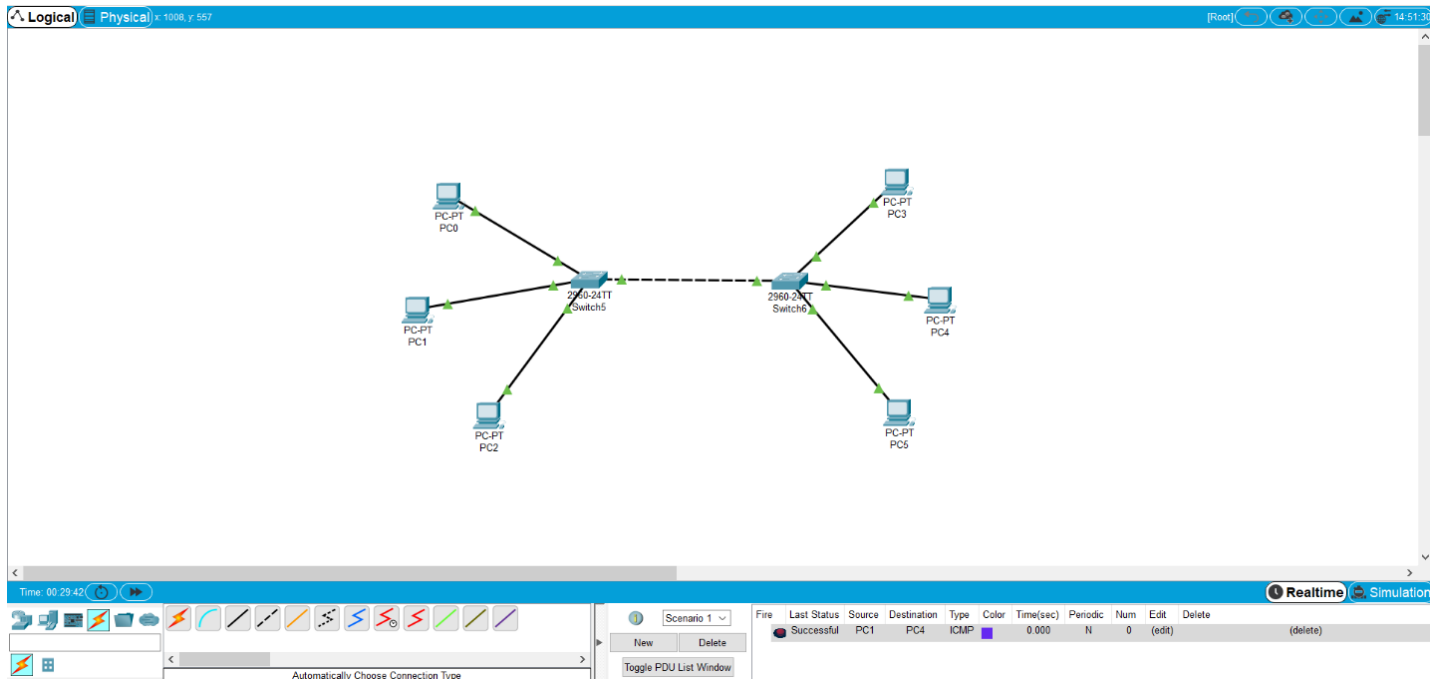 Logical Physical x: 1008, y: 557 [Root] 14:51:30
PC-PT
PC0
PC-PT
PC3
2960-24TT
Switch5
2960-24TT
Switch6
PC-PT
PC1
PC-PT
PC4
PC-PT
PC2
PC-PT
PC5
Time: 00:29:42 Realtime Simulation
Scenario 1
New Delete
Toggle PDU List Window
Fire Last Status Source Destination Type Color Time(sec) Periodic Num Edit Delete
Successful PC1 PC4 ICMP 0.000 N 0 (edit) (delete)
Automatically Choose Connection Type